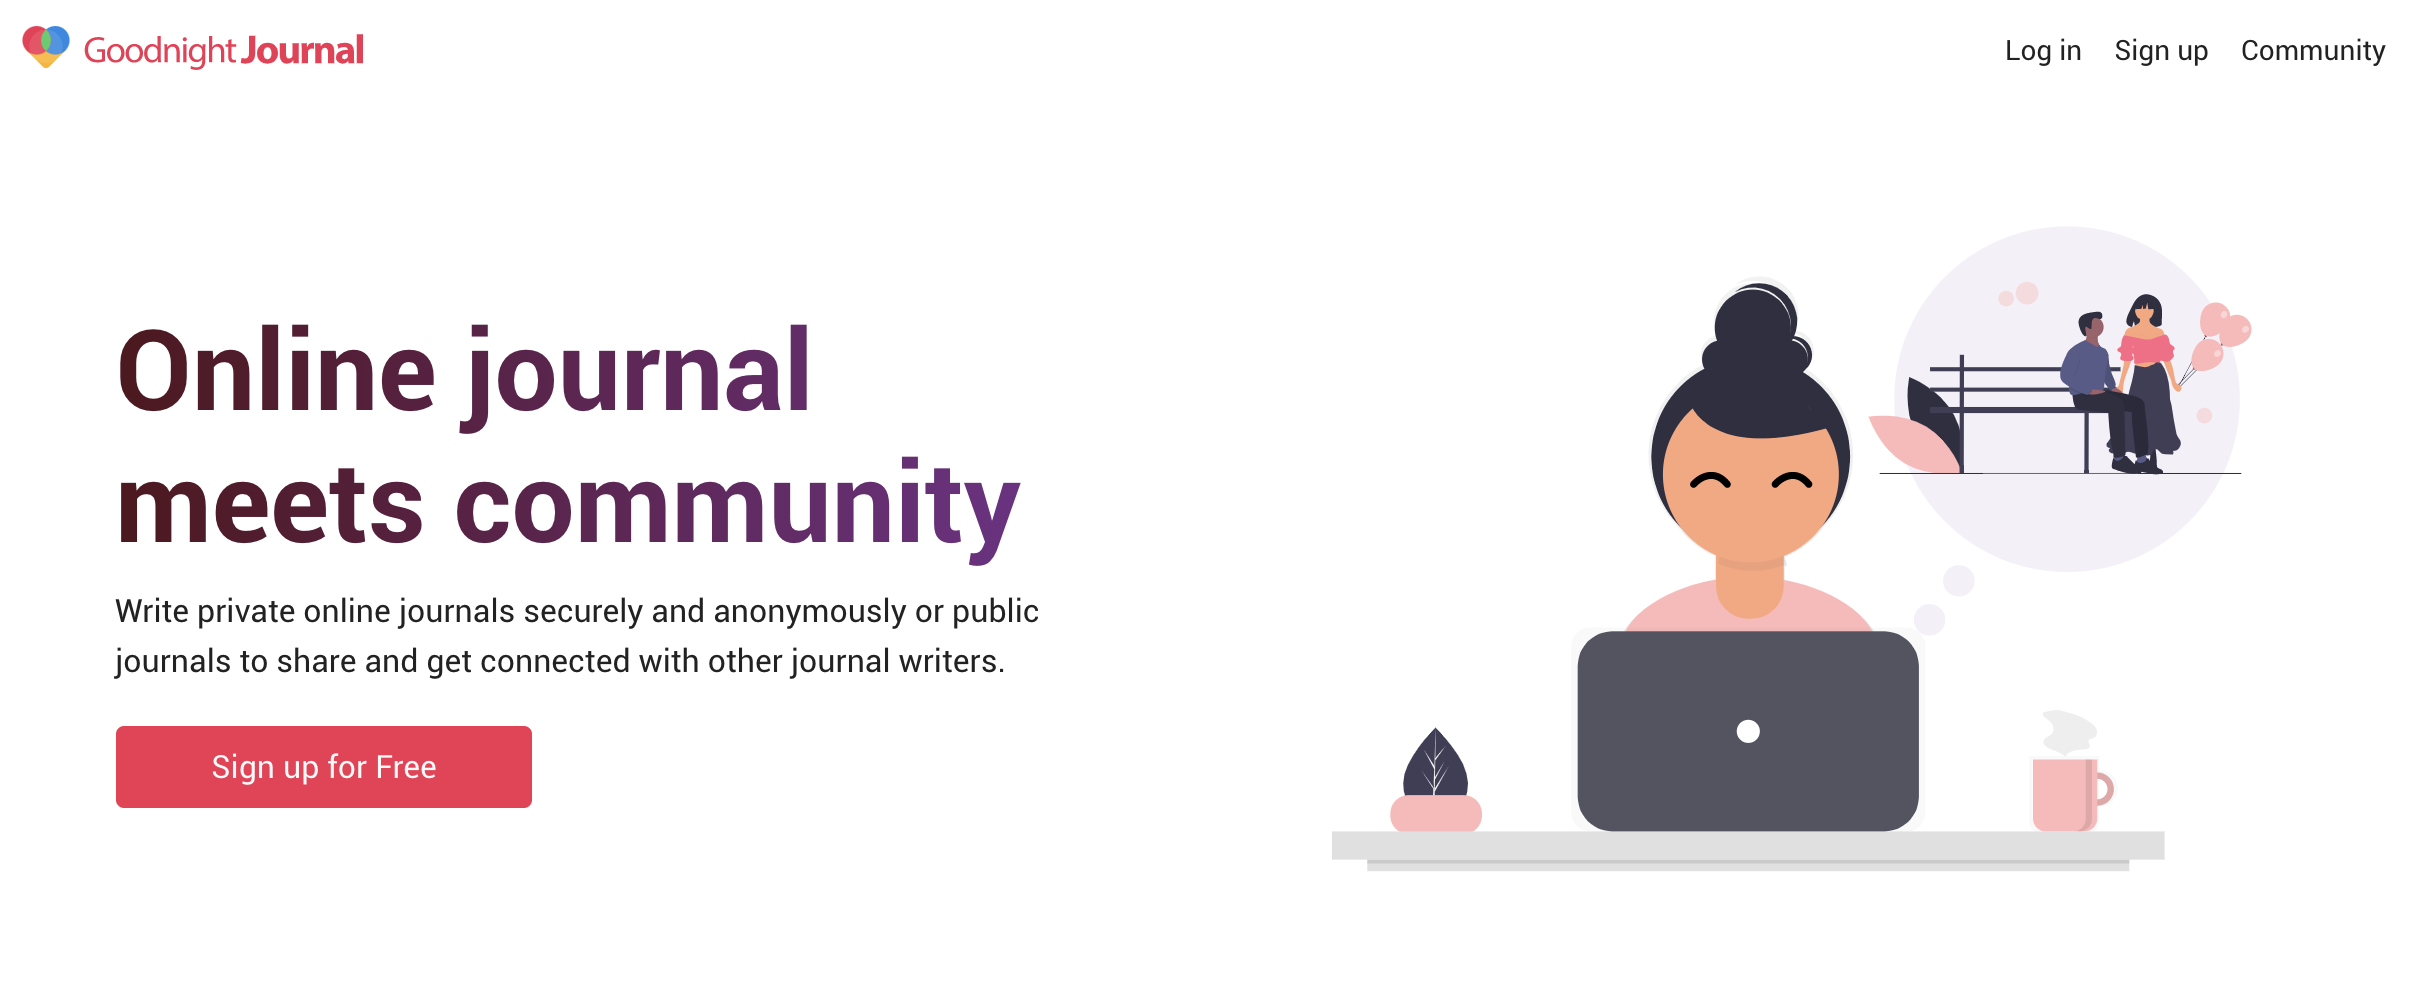 Goodnight Journal
Log in
Sign up
Community
Online journal
meets community
Write private online journals securely and anonymously or public
journals to share and get connected with other journal writers.
Sign up for Free